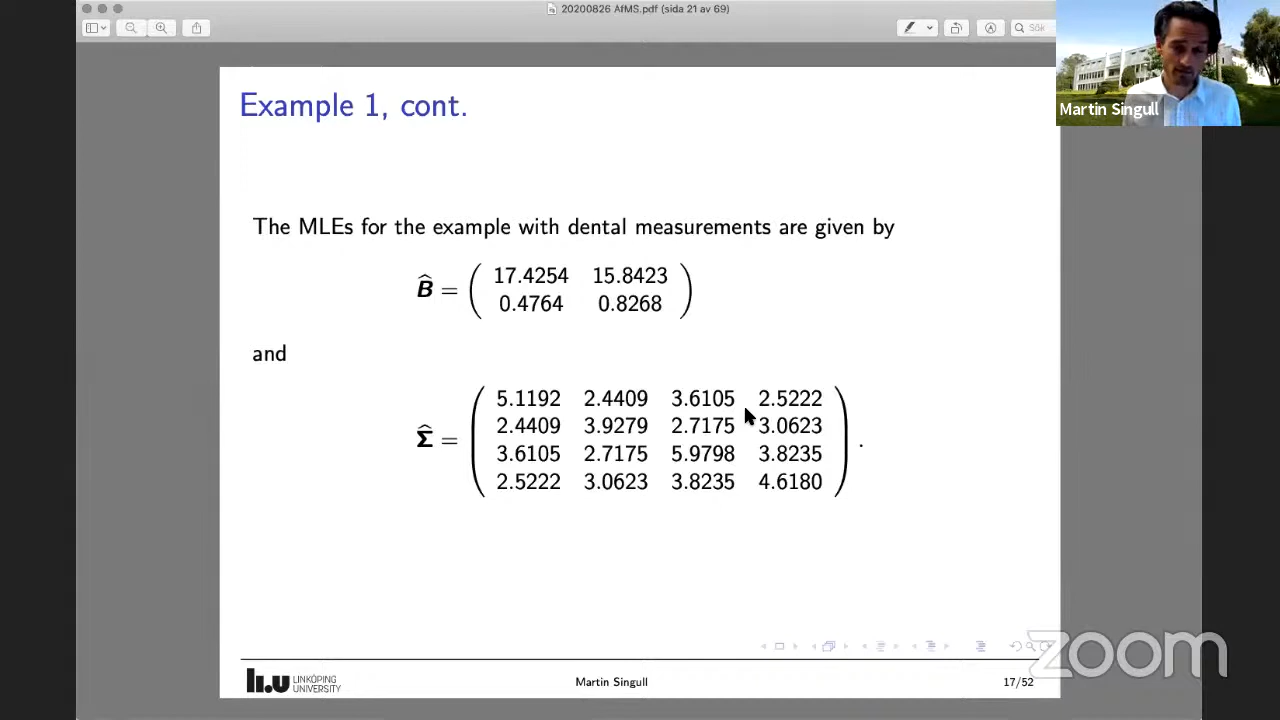 20200826 AfMS.pdf (sida 21 av 69)
Sök
Martin Singull
Example 1, cont.
The MLEs for the example with dental measurements are given by
B̂ = ( 17.4254 15.8423
0.4764 0.8268 )
and
Σ̂ = ( 5.1192 2.4409 3.6105 2.5222
2.4409 3.9279 2.7175 3.0623
3.6105 2.7175 5.9798 3.8235
2.5222 3.0623 3.8235 4.6180 ) .
zoom
li.u LINKÖPING
UNIVERSITY
Martin Singull
17/52